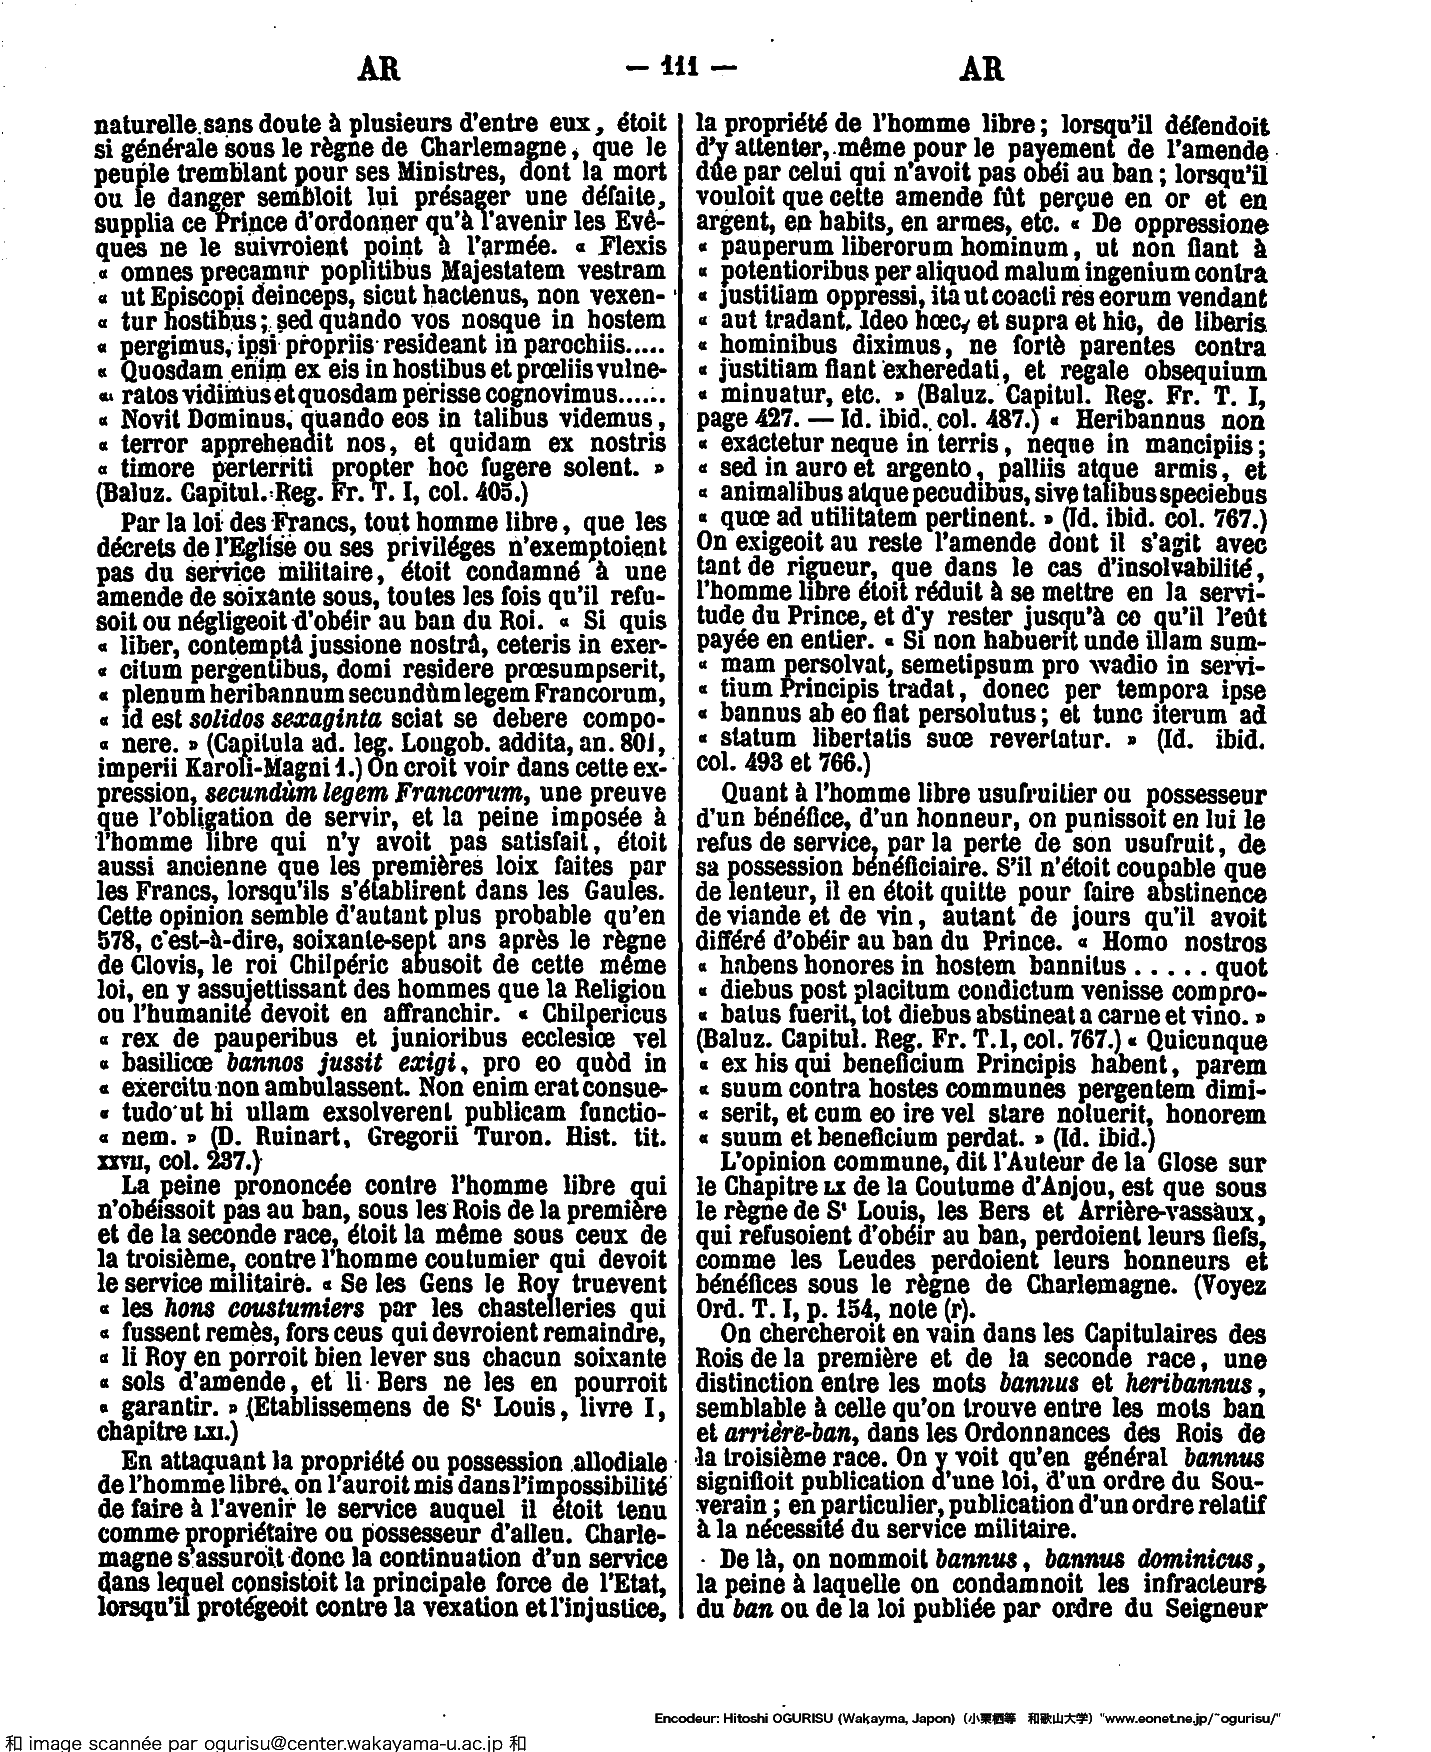 AR
— 111 —
AR
naturelle sans doute à plusieurs d'entre eux, étoit
si générale sous le règne de Charlemagne, que le
peuple tremblant pour ses Ministres, dont la mort
ou le danger sembloit lui présager une défaite,
supplia ce Prince d'ordonner qu'à l'avenir les Evê-
ques ne le suivroient point à l'armée. « Flexis
« omnes precamur poplitibus Majestatem vestram
« ut Episcopi deinceps, sicut hactenus, non vexen-
« tur hostibus; sed quando vos nosque in hostem
« pergimus, ipsi propriis resideant in parochiis.....
« Quosdam enim ex eis in hostibus et prœliis vulne-
« ratos vidimus et quosdam perisse cognovimus......
« Novit Dominus, quando eos in talibus videmus,
« terror apprehendit nos, et quidam ex nostris
« timore perterriti propter hoc fugere solent. »
(Baluz. Capitul. Reg. Fr. T. I, col. 405.)
Par la loi des Francs, tout homme libre, que les
décrets de l'Eglise ou ses priviléges n'exemptoient
pas du service militaire, étoit condamné à une
amende de soixante sous, toutes les fois qu'il refu-
soit ou négligeoit d'obéir au ban du Roi. « Si quis
« liber, contemptâ jussione nostrâ, ceteris in exer-
« citum pergentibus, domi residere prœsumpserit,
« plenum heribannum secundùm legem Francorum,
« id est solidos sexaginta sciat se debere compo-
« nere. » (Capitula ad. leg. Longob. addita, an. 801,
imperii Karoli-Magni 1.) On croit voir dans cette ex-
pression, secundùm legem Francorum, une preuve
que l'obligation de servir, et la peine imposée à
l'homme libre qui n'y avoit pas satisfait, étoit
aussi ancienne que les premières loix faites par
les Francs, lorsqu'ils s'établirent dans les Gaules.
Cette opinion semble d'autant plus probable qu'en
578, c'est-à-dire, soixante-sept ans après le règne
de Clovis, le roi Chilpéric abusoit de cette même
loi, en y assujettissant des hommes que la Religion
ou l'humanité devoit en affranchir. « Chilpericus
« rex de pauperibus et junioribus ecclesiœ vel
« basilicœ bannos jussit exigi, pro eo quòd in
« exercitu non ambulassent. Non enim erat consue-
« tudo ut hi ullam exsolverent publicam functio-
« nem. » (D. Ruinart, Gregorii Turon. Hist. tit.
XXVII, col. 237.)
La peine prononcée contre l'homme libre qui
n'obéissoit pas au ban, sous les Rois de la première
et de la seconde race, étoit la même sous ceux de
la troisième, contre l'homme coutumier qui devoit
le service militaire. « Se les Gens le Roy truevent
« les hons coustumiers par les chastelleries qui
« fussent remès, fors ceus qui devroient remaindre,
« li Roy en porroit bien lever sus chacun soixante
« sols d'amende, et li Bers ne les en pourroit
« garantir. » (Etablissemens de St Louis, livre I,
chapitre LXI.)
En attaquant la propriété ou possession allodiale
de l'homme libre, on l'auroit mis dans l'impossibilité
de faire à l'avenir le service auquel il étoit tenu
comme propriétaire ou possesseur d'alleu. Charle-
magne s'assuroit donc la continuation d'un service
dans lequel consistoit la principale force de l'Etat,
lorsqu'il protégeoit contre la vexation et l'injustice,
la propriété de l'homme libre; lorsqu'il défendoit
d'y attenter, même pour le payement de l'amende
dûe par celui qui n'avoit pas obéi au ban; lorsqu'il
vouloit que cette amende fût perçue en or et en
argent, en habits, en armes, etc. « De oppressione
« pauperum liberorum hominum, ut non fiant à
« potentioribus per aliquod malum ingenium contra
« justitiam oppressi, ita ut coacti res eorum vendant
« aut tradant. Ideo hœc, et supra et hic, de liberis
« hominibus diximus, ne fortè parentes contra
« justitiam fiant exheredati, et regale obsequium
« minuatur, etc. » (Baluz. Capitul. Reg. Fr. T. I,
page 427. — Id. ibid. col. 487.) « Heribannus non
« exactetur neque in terris, neque in mancipiis;
« sed in auro et argento, palliis atque armis, et
« animalibus atque pecudibus, sive talibus speciebus
« quœ ad utilitatem pertinent. » (Id. ibid. col. 767.)
On exigeoit au reste l'amende dont il s'agit avec
tant de rigueur, que dans le cas d'insolvabilité,
l'homme libre étoit réduit à se mettre en la servi-
tude du Prince, et d'y rester jusqu'à ce qu'il l'eût
payée en entier. « Si non habuerit unde illam sum-
« mam persolvat, semetipsum pro wadio in servi-
« tium Principis tradat, donec per tempora ipse
« bannus ab eo fiat persolutus; et tunc iterum ad
« statum libertatis suœ revertatur. » (Id. ibid.
col. 493 et 766.)
Quant à l'homme libre usufruitier ou possesseur
d'un bénéfice, d'un honneur, on punissoit en lui le
refus de service, par la perte de son usufruit, de
sa possession bénéficiaire. S'il n'étoit coupable que
de lenteur, il en étoit quitte pour faire abstinence
de viande et de vin, autant de jours qu'il avoit
différé d'obéir au ban du Prince. « Homo nostros
« habens honores in hostem bannitus ..... quot
« diebus post placitum condictum venisse compro-
« batus fuerit, tot diebus abstineat a carne et vino. »
(Baluz. Capitul. Reg. Fr. T. I, col. 767.) « Quicunque
« ex his qui beneficium Principis habent, parem
« suum contra hostes communes pergentem dimi-
« serit, et cum eo ire vel stare noluerit, honorem
« suum et beneficium perdat. » (Id. ibid.)
L'opinion commune, dit l'Auteur de la Glose sur
le Chapitre LX de la Coutume d'Anjou, est que sous
le règne de St Louis, les Bers et Arrière-vassaux,
qui refusoient d'obéir au ban, perdoient leurs fiefs,
comme les Leudes perdoient leurs honneurs et
bénéfices sous le règne de Charlemagne. (Voyez
Ord. T. I, p. 154, note (r).
On chercheroit en vain dans les Capitulaires des
Rois de la première et de la seconde race, une
distinction entre les mots bannus et heribannus,
semblable à celle qu'on trouve entre les mots ban
et arrière-ban, dans les Ordonnances des Rois de
la troisième race. On y voit qu'en général bannus
signifioit publication d'une loi, d'un ordre du Sou-
verain; en particulier, publication d'un ordre relatif
à la nécessité du service militaire.
De là, on nommoit bannus, bannus dominicus,
la peine à laquelle on condamnoit les infracteurs
du ban ou de la loi publiée par ordre du Seigneur
Encodeur: Hitoshi OGURISU (Wakayma, Japon) (小栗栖等 和歌山大学) "www.eonet.ne.jp/~ogurisu/"
和 image scannée par ogurisu@center.wakayama-u.ac.jp 和